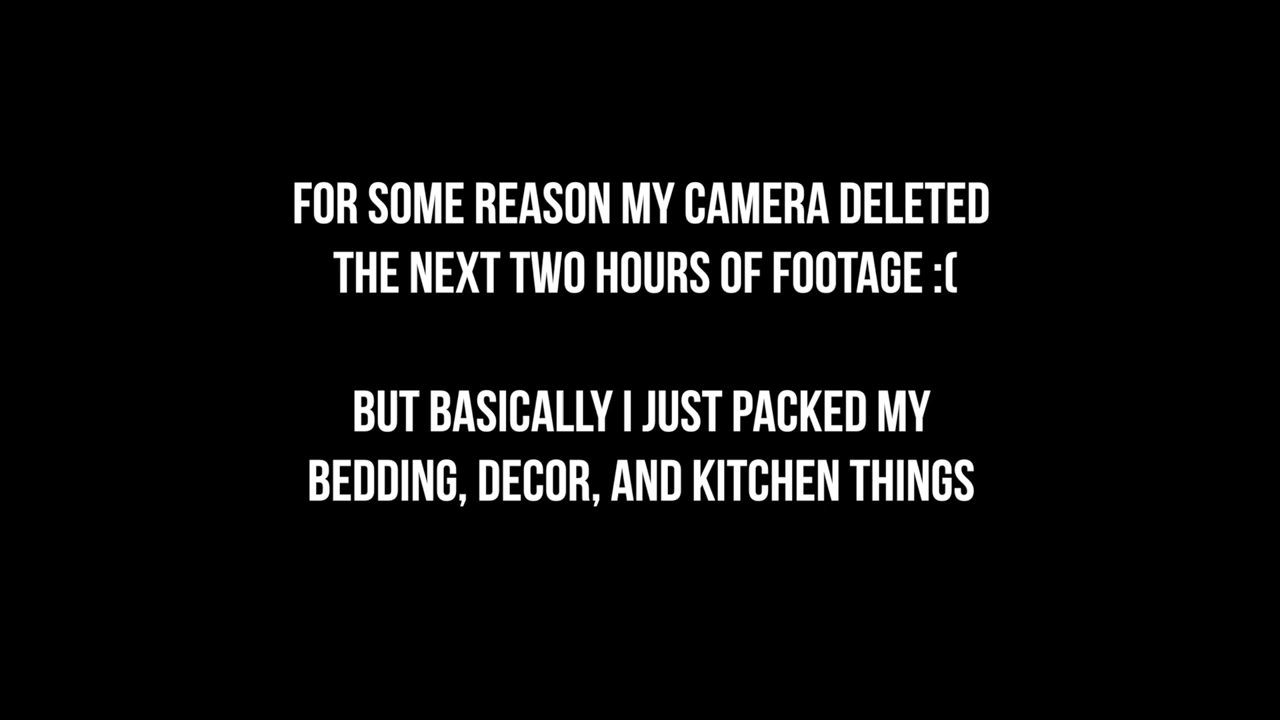 FOR SOME REASON MY CAMERA DELETED
THE NEXT TWO HOURS OF FOOTAGE :(
BUT BASICALLY I JUST PACKED MY
BEDDING, DECOR, AND KITCHEN THINGS